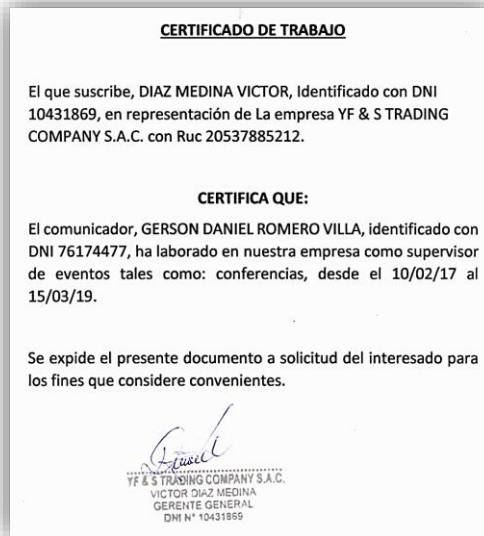 CERTIFICADO DE TRABAJO
El que suscribe, DIAZ MEDINA VICTOR, Identificado con DNI
10431869, en representación de La empresa YF & S TRADING
COMPANY S.A.C. con Ruc 20537885212.
CERTIFICA QUE:
El comunicador, GERSON DANIEL ROMERO VILLA, identificado con
DNI 76174477, ha laborado en nuestra empresa como supervisor
de eventos tales como: conferencias, desde el 10/02/17 al
15/03/19.
Se expide el presente documento a solicitud del interesado para
los fines que considere convenientes.
YF & S TRADING COMPANY S.A.C.
VICTOR DIAZ MEDINA
GERENTE GENERAL
DNI N° 10431869